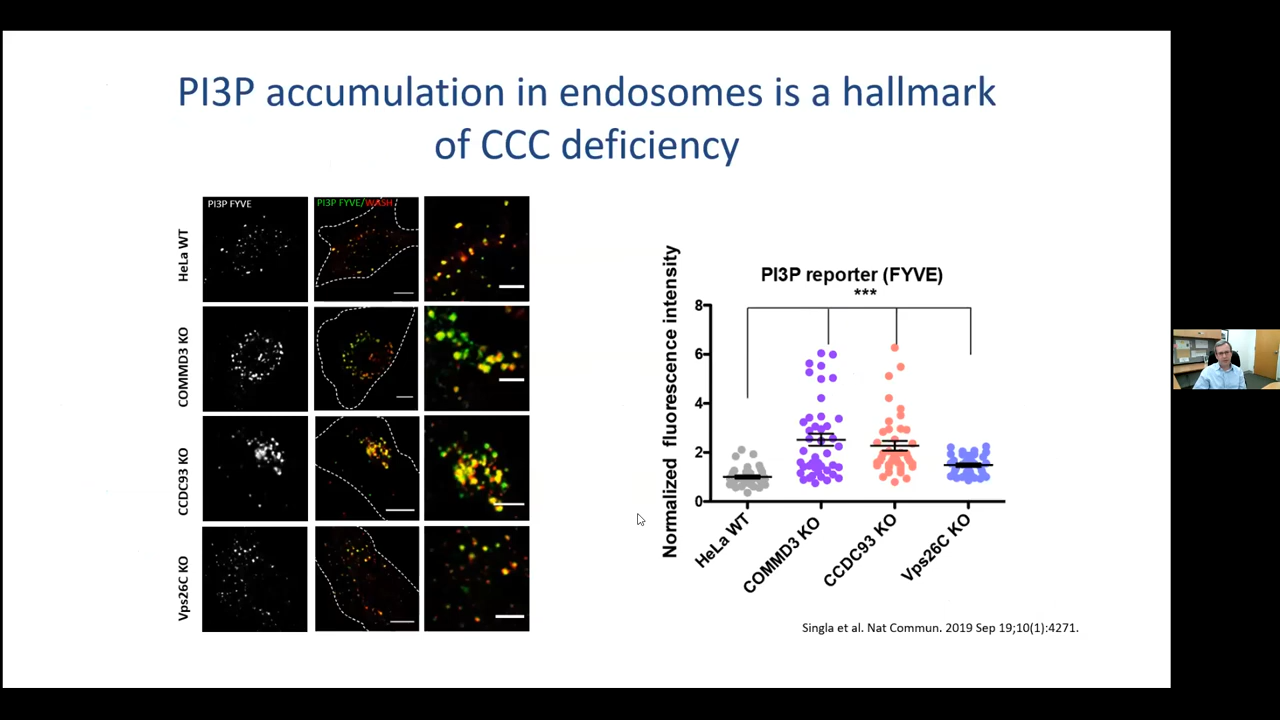 PI3P accumulation in endosomes is a hallmark
of CCC deficiency
PI3P FYVE
PI3P FYVE/WASH
HeLa WT
COMMD3 KO
CCDC93 KO
Vps26C KO
PI3P reporter (FYVE)
***
Normalized fluorescence intensity
8
6
4
2
0
HeLa WT
COMMD3 KO
CCDC93 KO
Vps26C KO
Singla et al. Nat Commun. 2019 Sep 19;10(1):4271.